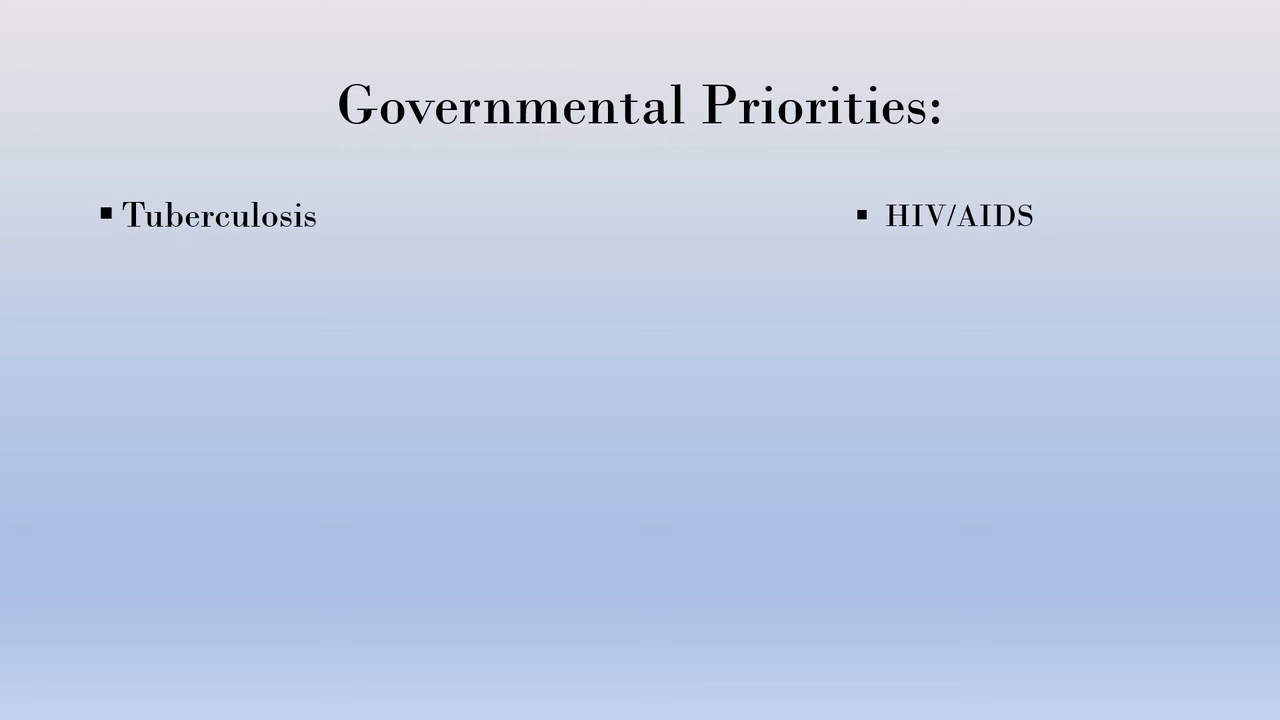 Governmental Priorities:
▪ Tuberculosis
▪ HIV/AIDS